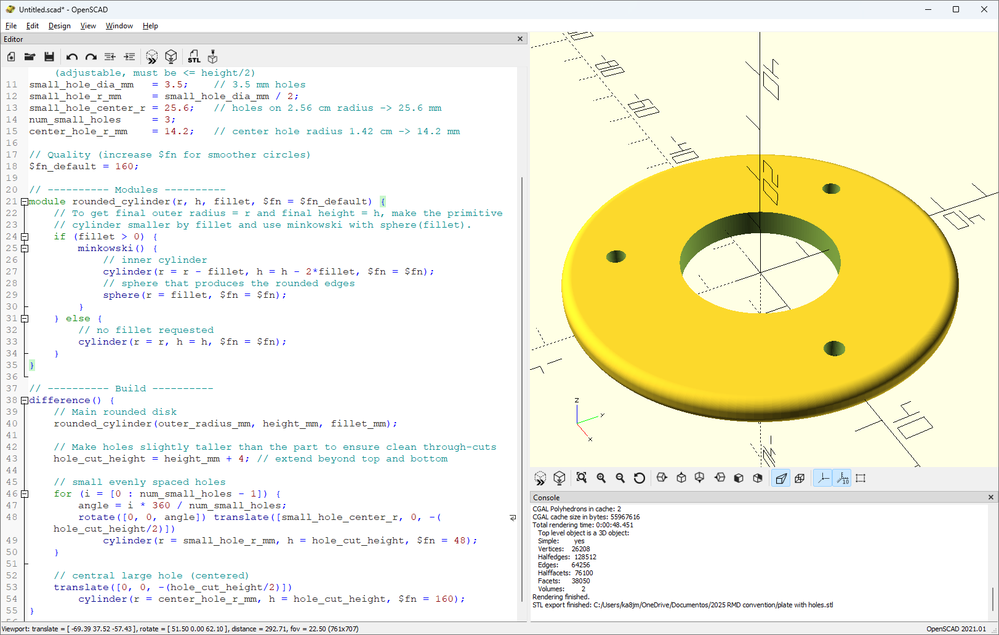 Untitled.scad* - OpenSCAD
File Edit Design View Window Help
Editor
STL
(adjustable, must be <= height/2)
11 small_hole_dia_mm   = 3.5;    // 3.5 mm holes
12 small_hole_r_mm     = small_hole_dia_mm / 2;
13 small_hole_center_r = 25.6;   // holes on 2.56 cm radius -> 25.6 mm
14 num_small_holes     = 3;
15 center_hole_r_mm    = 14.2;   // center hole radius 1.42 cm -> 14.2 mm
16
17 // Quality (increase $fn for smoother circles)
18 $fn_default = 160;
19
20 // ---------- Modules ----------
21 module rounded_cylinder(r, h, fillet, $fn = $fn_default) {
22     // To get final outer radius = r and final height = h, make the primitive
23     // cylinder smaller by fillet and use minkowski with sphere(fillet).
24     if (fillet > 0) {
25         minkowski() {
26             // inner cylinder
27             cylinder(r = r - fillet, h = h - 2*fillet, $fn = $fn);
28             // sphere that produces the rounded edges
29             sphere(r = fillet, $fn = $fn);
30         }
31     } else {
32         // no fillet requested
33         cylinder(r = r, h = h, $fn = $fn);
34     }
35 }
36
37 // ---------- Build ----------
38 difference() {
39     // Main rounded disk
40     rounded_cylinder(outer_radius_mm, height_mm, fillet_mm);
41
42     // Make holes slightly taller than the part to ensure clean through-cuts
43     hole_cut_height = height_mm + 4; // extend beyond top and bottom
44
45     // small evenly spaced holes
46     for (i = [0 : num_small_holes - 1]) {
47         angle = i * 360 / num_small_holes;
48         rotate([0, 0, angle]) translate([small_hole_center_r, 0, -(
hole_cut_height/2)])
49             cylinder(r = small_hole_r_mm, h = hole_cut_height, $fn = 48);
50     }
51
52     // central large hole (centered)
53     translate([0, 0, -(hole_cut_height/2)])
54         cylinder(r = center_hole_r_mm, h = hole_cut_height, $fn = 160);
55 }
z
y
x
10
Console
CGAL Polyhedrons in cache: 2
CGAL cache size in bytes: 55967616
Total rendering time: 0:00:48.451
Top level object is a 3D object:
Simple: yes
Vertices: 26208
Halfedges: 128512
Edges: 64256
Halffacets: 76100
Facets: 38050
Volumes: 2
Rendering finished.
STL export finished: C:/Users/ka8jm/OneDrive/Documentos/2025 RMD convention/plate with holes.stl
Viewport: translate = [ -69.39 37.52 -57.43 ], rotate = [ 51.50 0.00 62.10 ], distance = 292.71, fov = 22.50 (761x707)
OpenSCAD 2021.01